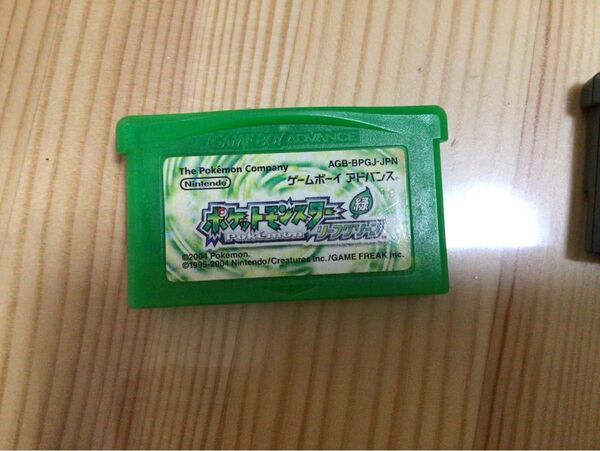 GAME BOY ADVANCE
The Pokémon Company AGB-BPGJ-JPN
Nintendo ゲームボーイ アドバンス
ポケットモンスター 緑
Pokémon リーフグリーン
©2004 Pokémon.
©1995-2004 Nintendo/Creatures inc./GAME FREAK inc.